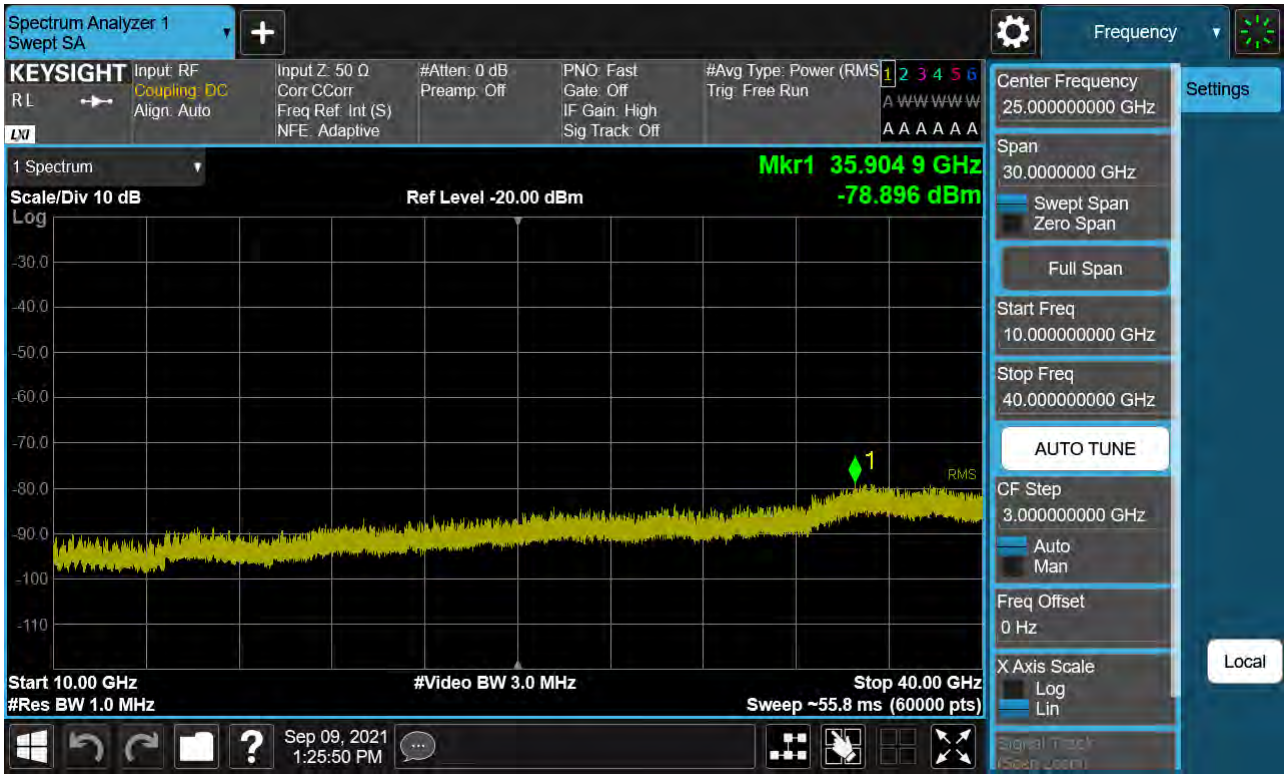 Spectrum Analyzer 1
Swept SA
+
Frequency
KEYSIGHT
RL
LXI
Input: RF
Coupling: DC
Align: Auto
Input Z: 50 Ω
Corr CCorr
Freq Ref: Int (S)
NFE: Adaptive
#Atten: 0 dB
Preamp: Off
PNO: Fast
Gate: Off
IF Gain: High
Sig Track: Off
#Avg Type: Power (RMS
Trig: Free Run
1 2 3 4 5 6
A W W W W W
A A A A A A
1 Spectrum
Scale/Div 10 dB
Log
Ref Level -20.00 dBm
Mkr1 35.904 9 GHz
-78.896 dBm
-30.0
-40.0
-50.0
-60.0
-70.0
-80.0
-90.0
-100
-110
1
RMS
Start 10.00 GHz
#Res BW 1.0 MHz
#Video BW 3.0 MHz
Stop 40.00 GHz
Sweep ~55.8 ms (60000 pts)
Sep 09, 2021
1:25:50 PM
?
Center Frequency
25.000000000 GHz
Settings
Span
30.0000000 GHz
Swept Span
Zero Span
Full Span
Start Freq
10.000000000 GHz
Stop Freq
40.000000000 GHz
AUTO TUNE
CF Step
3.000000000 GHz
Auto
Man
Freq Offset
0 Hz
X Axis Scale
Log
Lin
Local
Signal Track
(Span Zoom)